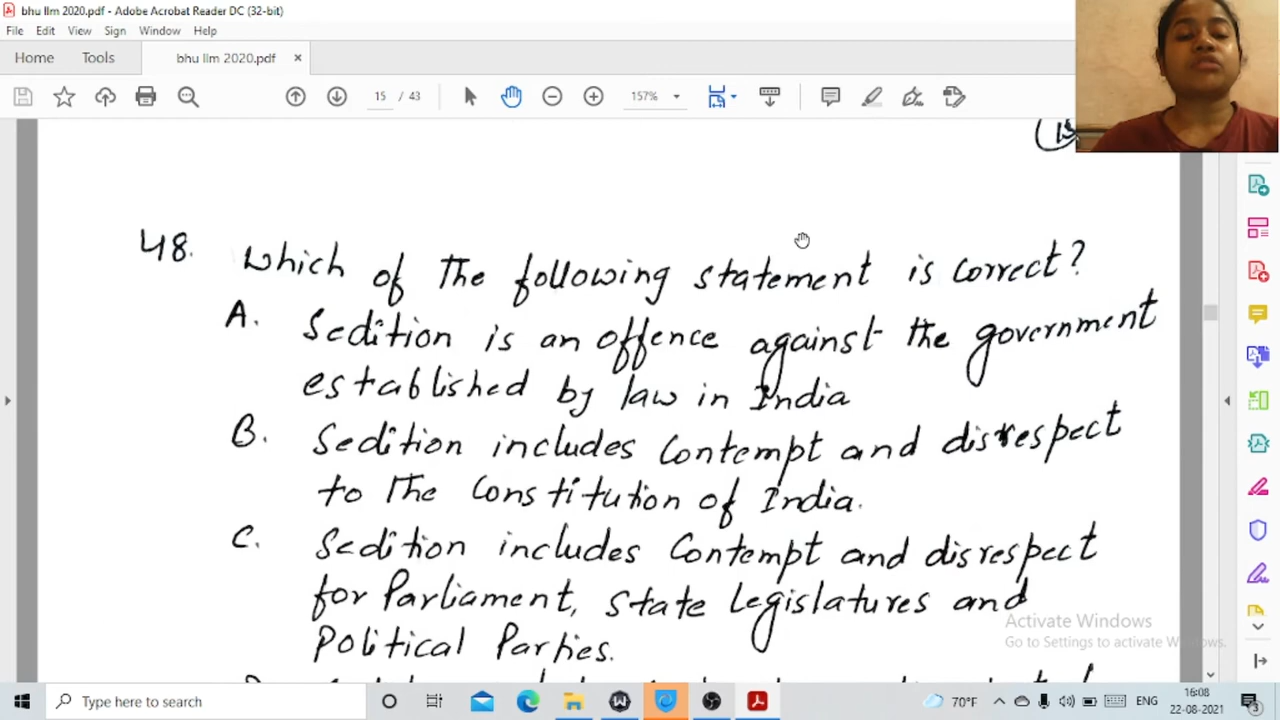 bhu llm 2020.pdf - Adobe Acrobat Reader DC (32-bit)
File Edit View Sign Window Help
Home Tools bhu llm 2020.pdf ×
15 / 43 157%
48. Which of the following statement is correct?
A. Sedition is an offence against the government
established by law in India
B. Sedition includes Contempt and disrespect
to the Constitution of India.
C. Sedition includes Contempt and disrespect
for Parliament, State legislatures and
Political Parties.
Activate Windows
Go to Settings to activate Windows.
Type here to search
70°F ENG 16:08
22-08-2021 3